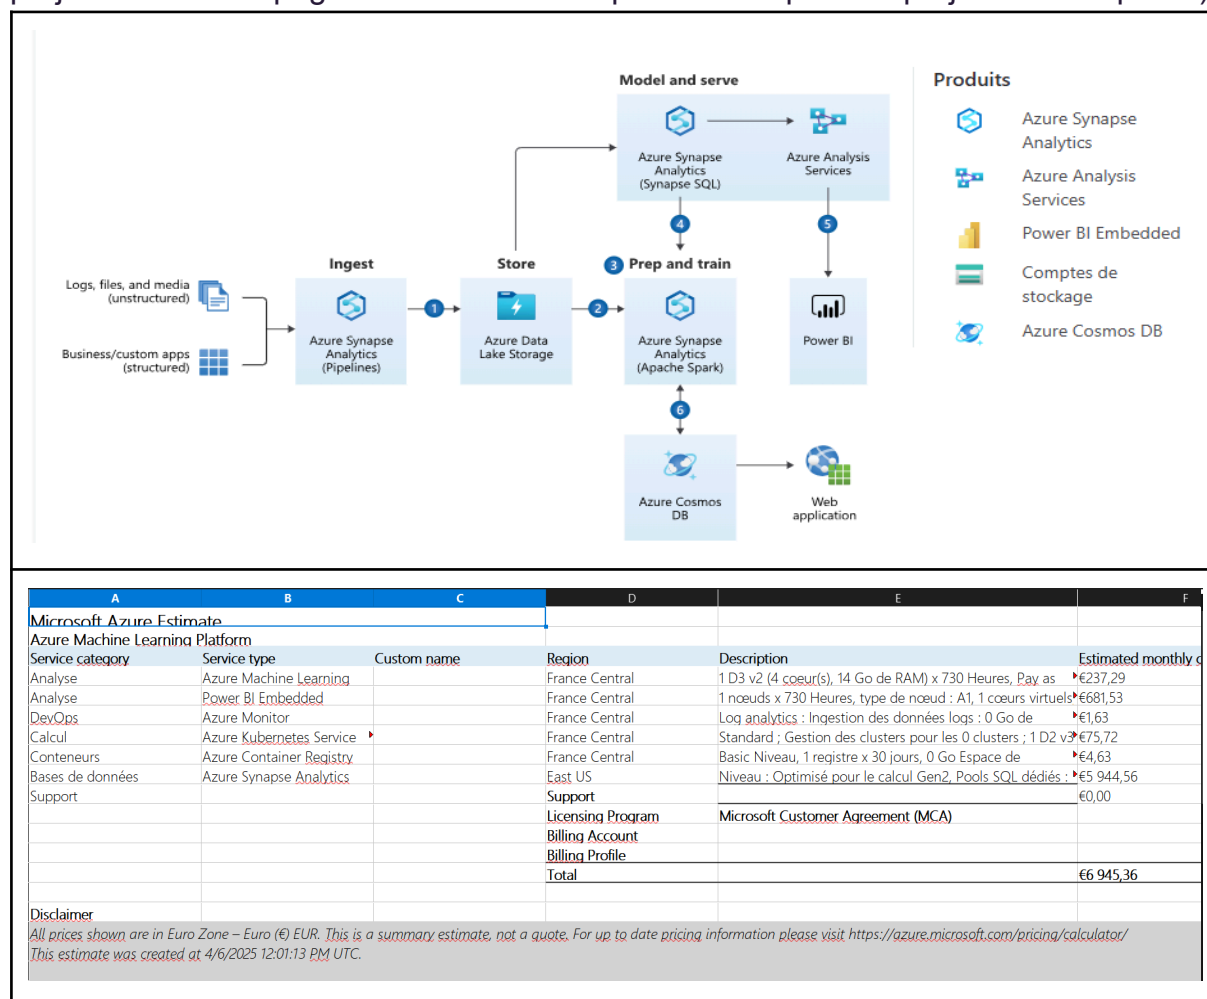 Model and serve
Azure Synapse
Analytics
(Synapse SQL)
Azure Analysis
Services
4
5
Ingest
Store
3 Prep and train
Logs, files, and media
(unstructured)
Business/custom apps
(structured)
Azure Synapse
Analytics
(Pipelines)
1
Azure Data
Lake Storage
2
Azure Synapse
Analytics
(Apache Spark)
Power BI
6
Azure Cosmos
DB
Web
application
Produits
Azure Synapse
Analytics
Azure Analysis
Services
Power BI Embedded
Comptes de
stockage
Azure Cosmos DB
A B C D E F
Microsoft Azure Estimate
Azure Machine Learning Platform
Service category Service type Custom name Region Description Estimated monthly c
Analyse Azure Machine Learning France Central 1 D3 v2 (4 coeur(s), 14 Go de RAM) x 730 Heures, Pay as €237,29
Analyse Power BI Embedded France Central 1 nœuds x 730 Heures, type de nœud : A1, 1 cœurs virtuels €681,53
DevOps Azure Monitor France Central Log analytics : Ingestion des données logs : 0 Go de €1,63
Calcul Azure Kubernetes Service France Central Standard ; Gestion des clusters pour les 0 clusters ; 1 D2 v3 €75,72
Conteneurs Azure Container Registry France Central Basic Niveau, 1 registre x 30 jours, 0 Go Espace de €4,63
Bases de données Azure Synapse Analytics East US Niveau : Optimisé pour le calcul Gen2, Pools SQL dédiés : €5 944,56
Support Support €0,00
Licensing Program Microsoft Customer Agreement (MCA)
Billing Account
Billing Profile
Total €6 945,36
Disclaimer
All prices shown are in Euro Zone – Euro (€) EUR. This is a summary estimate, not a quote. For up to date pricing information please visit https://azure.microsoft.com/pricing/calculator/
This estimate was created at 4/6/2025 12:01:13 PM UTC.